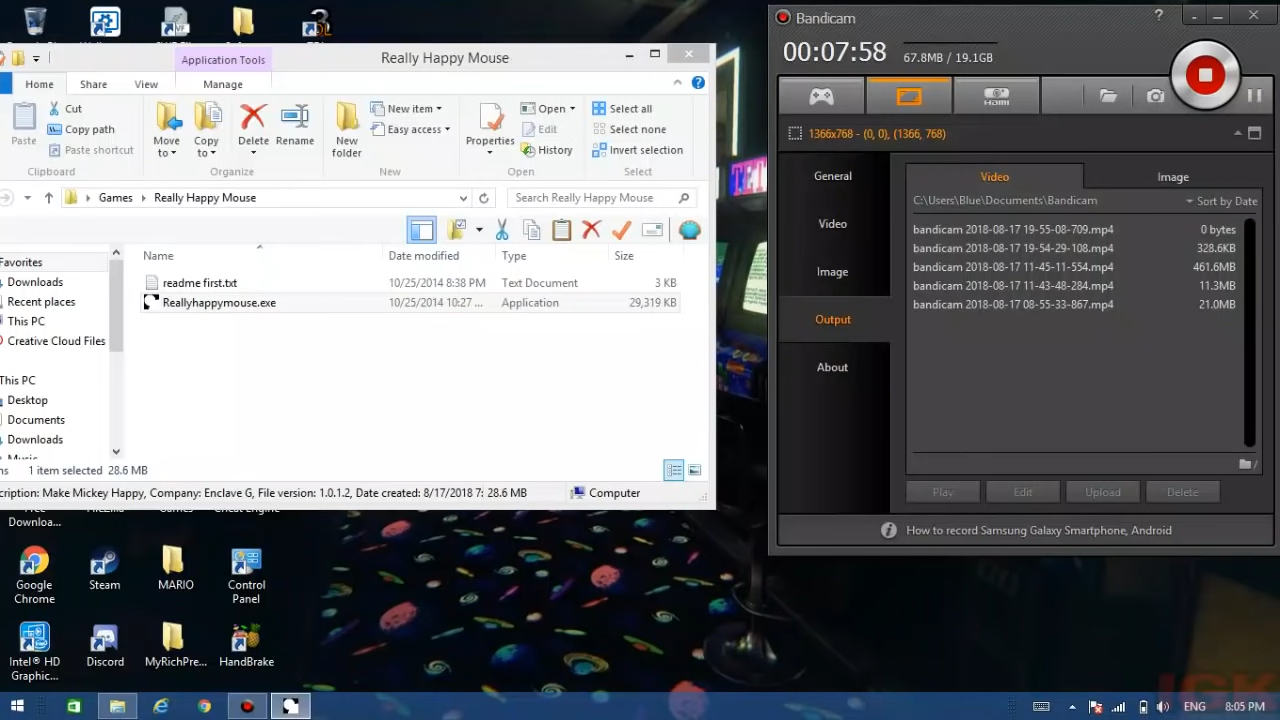 Really Happy Mouse
Application Tools
Home
Share
View
Manage
Paste
Cut
Copy path
Paste shortcut
Clipboard
Move to
Copy to
Delete
Rename
Organize
New folder
New item
Easy access
New
Properties
Open
Edit
History
Open
Select all
Select none
Invert selection
Select
Games
Really Happy Mouse
Search Really Happy Mouse
Name
Date modified
Type
Size
readme first.txt
10/25/2014 8:38 PM
Text Document
3 KB
Reallyhappymouse.exe
10/25/2014 10:27 ...
Application
29,319 KB
Favorites
Downloads
Recent places
This PC
Creative Cloud Files
This PC
Desktop
Documents
Downloads
1 item selected 28.6 MB
cription: Make Mickey Happy, Company: Enclave G, File version: 1.0.1.2, Date created: 8/17/2018 7: 28.6 MB
Computer
Bandicam
00:07:58
67.8MB / 19.1GB
HDMI
1366x768 - (0, 0), (1366, 768)
General
Video
Image
Output
About
Video
Image
C:\Users\Blue\Documents\Bandicam
Sort by Date
bandicam 2018-08-17 19-55-08-709.mp4
0 bytes
bandicam 2018-08-17 19-54-29-108.mp4
328.6KB
bandicam 2018-08-17 11-45-11-554.mp4
461.6MB
bandicam 2018-08-17 11-43-48-284.mp4
11.3MB
bandicam 2018-08-17 08-55-33-867.mp4
21.0MB
Play
Edit
Upload
Delete
How to record Samsung Galaxy Smartphone, Android
Free
Downloa...
Google
Chrome
Steam
MARIO
Control
Panel
Intel® HD
Graphic...
Discord
MyRichPre...
HandBrake
ENG
8:05 PM